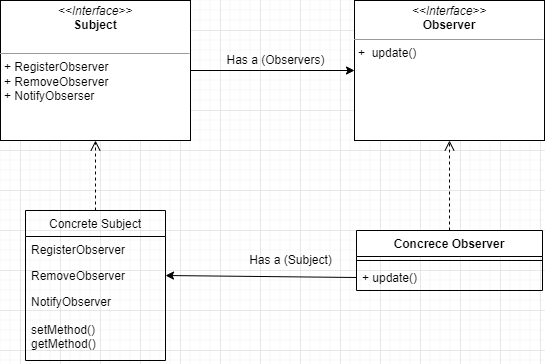 <<Interface>>
Subject
+ RegisterObserver
+ RemoveObserver
+ NotifyObserser
Has a (Observers)
<<Interface>>
Observer
+ update()
Concrete Subject
RegisterObserver
RemoveObserver
NotifyObserver
setMethod()
getMethod()
Has a (Subject)
Concrece Observer
+ update()